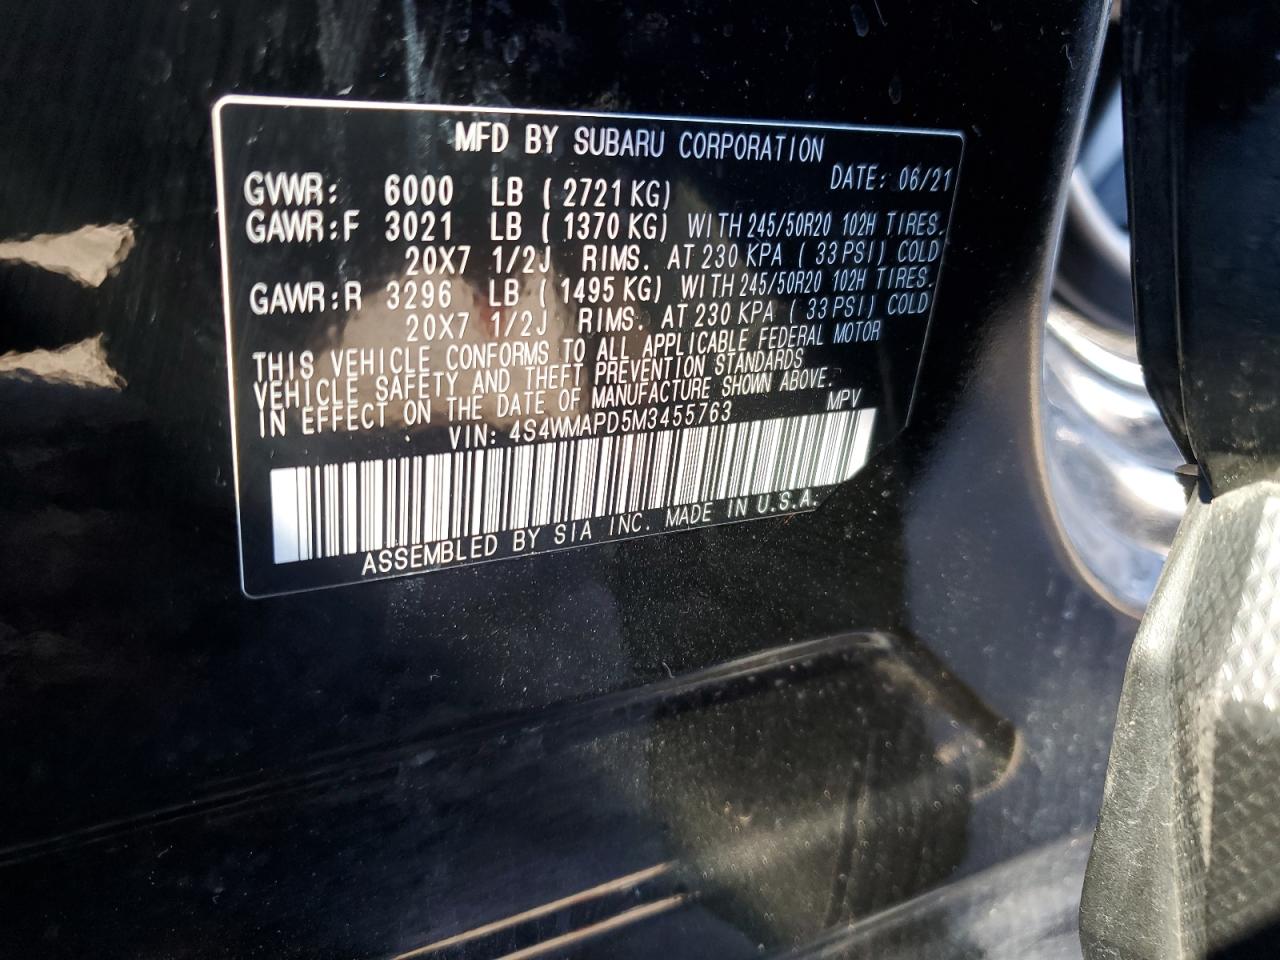 MFD BY SUBARU CORPORATION
DATE: 06/21
GVWR: 6000 LB ( 2721 KG)
GAWR:F 3021 LB ( 1370 KG) WITH 245/50R20 102H TIRES.
20X7 1/2J RIMS. AT 230 KPA ( 33 PSI) COLD
GAWR:R 3296 LB ( 1495 KG) WITH 245/50R20 102H TIRES.
20X7 1/2J RIMS. AT 230 KPA ( 33 PSI) COLD
THIS VEHICLE CONFORMS TO ALL APPLICABLE FEDERAL MOTOR
VEHICLE SAFETY AND THEFT PREVENTION STANDARDS
IN EFFECT ON THE DATE OF MANUFACTURE SHOWN ABOVE.
VIN: 4S4WMAPD5M3455763 MPV
ASSEMBLED BY SIA INC. MADE IN U.S.A.